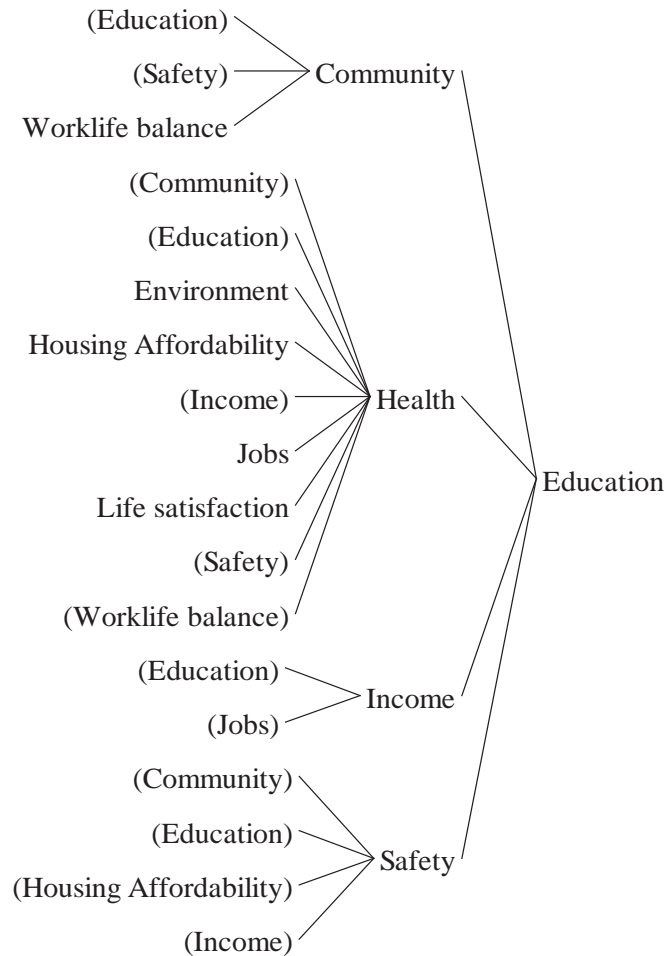 (Education)
(Safety)
Community
Worklife balance
(Community)
(Education)
Environment
Housing Affordability
(Income)
Health
Jobs
Education
Life satisfaction
(Safety)
(Worklife balance)
(Education)
Income
(Jobs)
(Community)
(Education)
Safety
(Housing Affordability)
(Income)